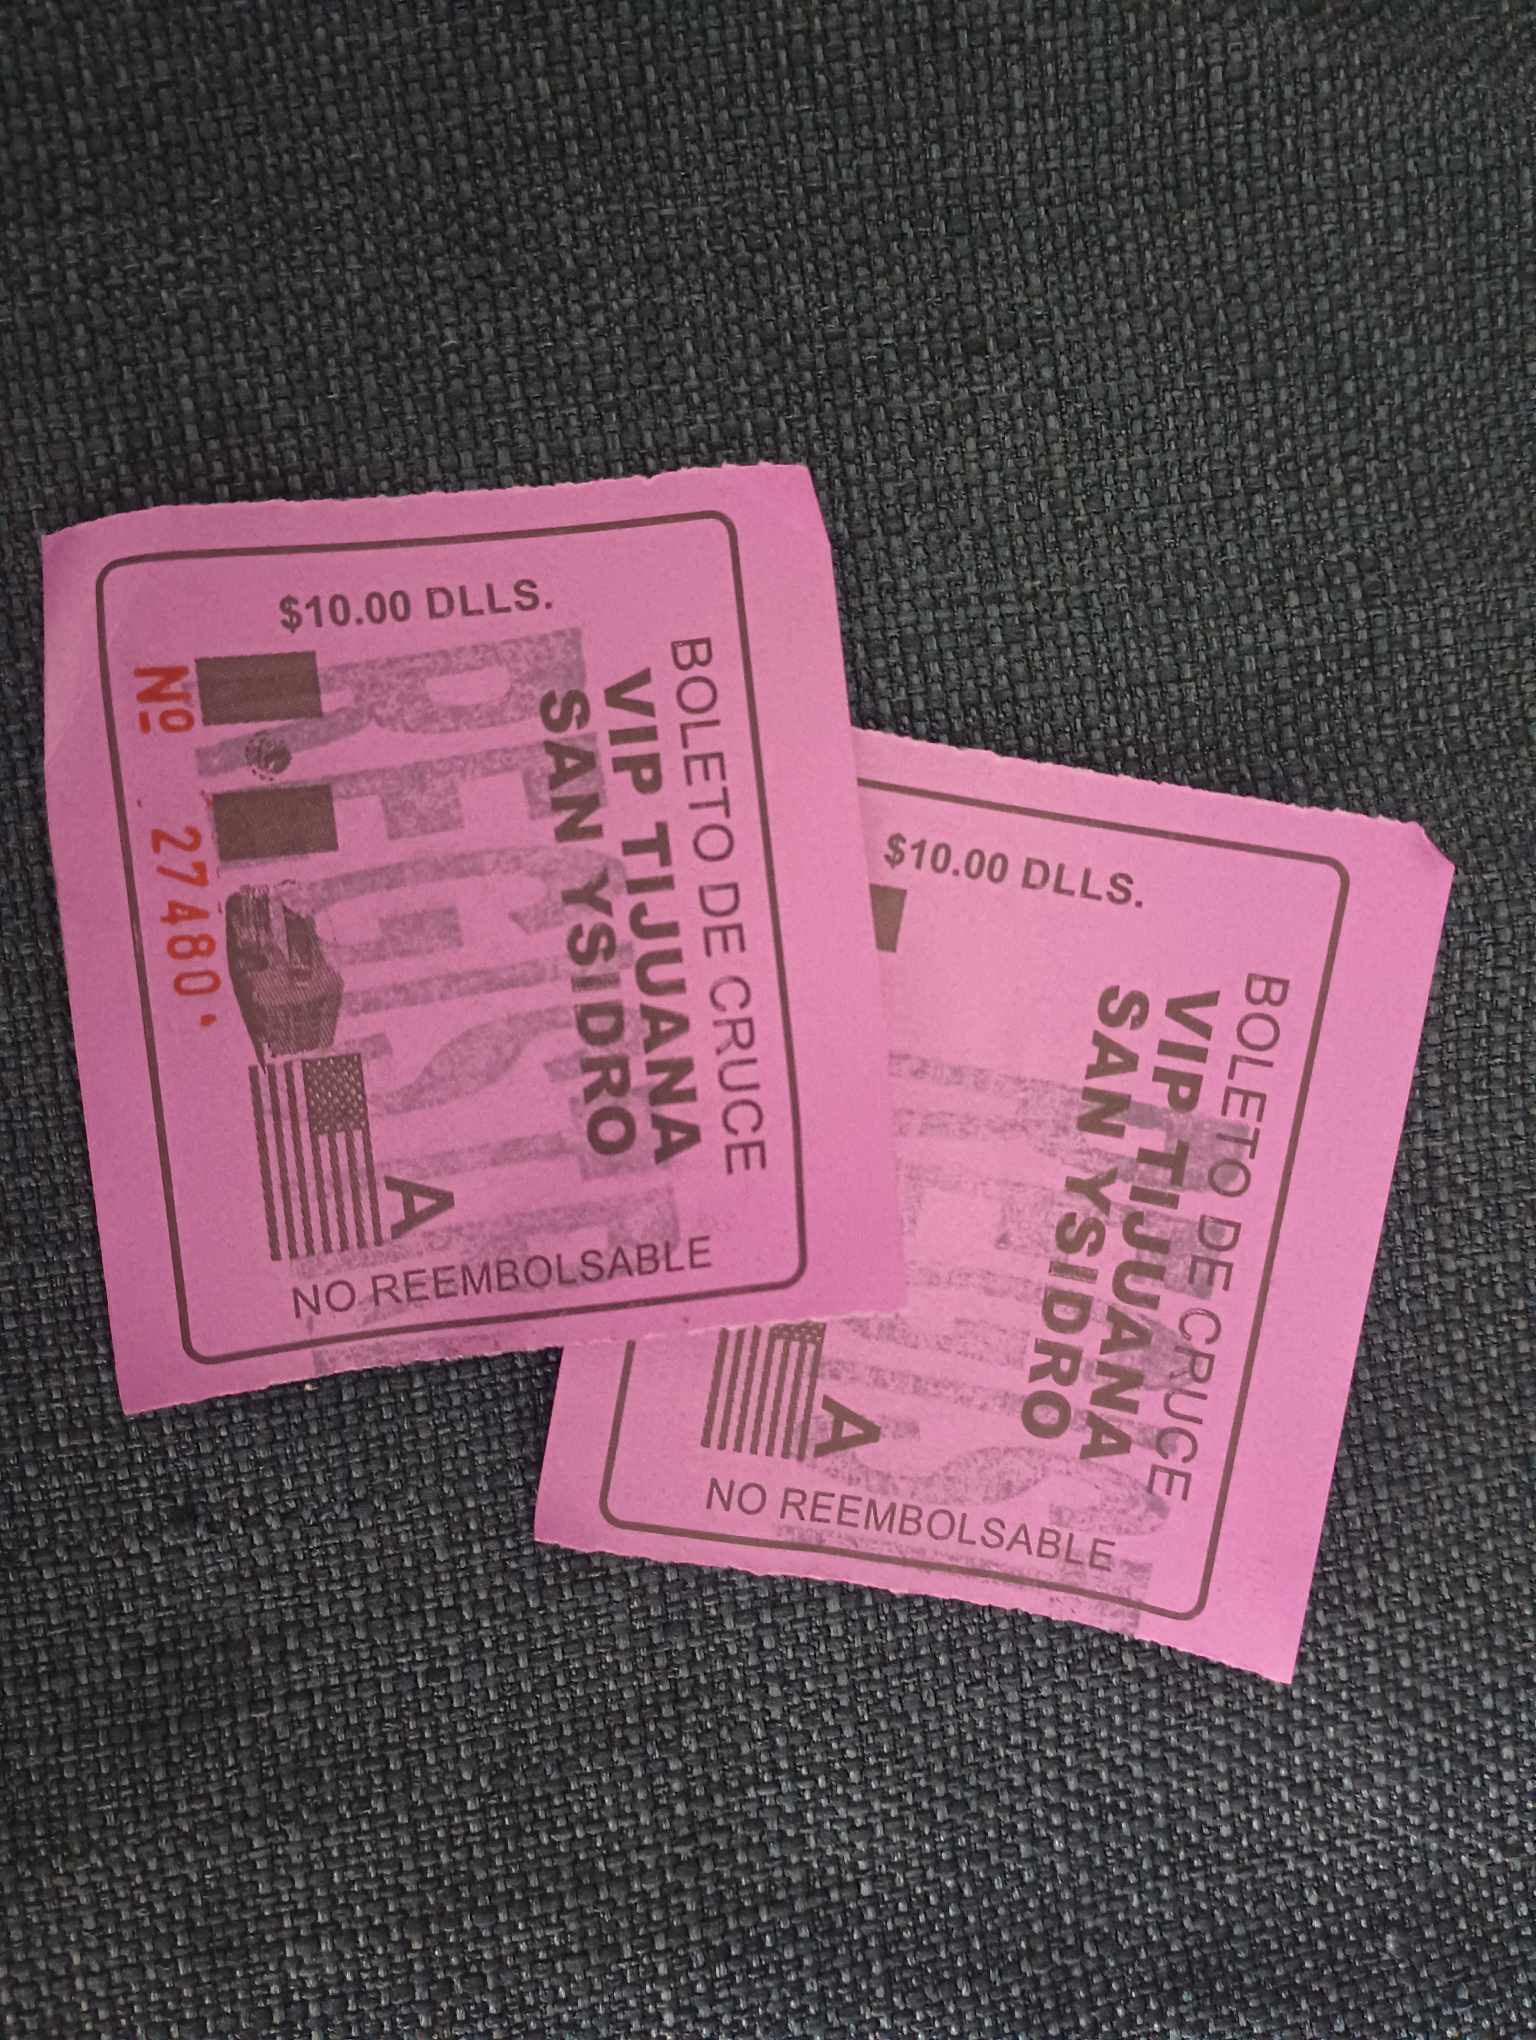 $10.00 DLLS.
BOLETO DE CRUCE
VIP TIJUANA
SAN YSIDRO
Nº 27480
A
NO REEMBOLSABLE
$10.00 DLLS.
BOLETO DE CRUCE
VIP TIJUANA
SAN YSIDRO
A
NO REEMBOLSABLE